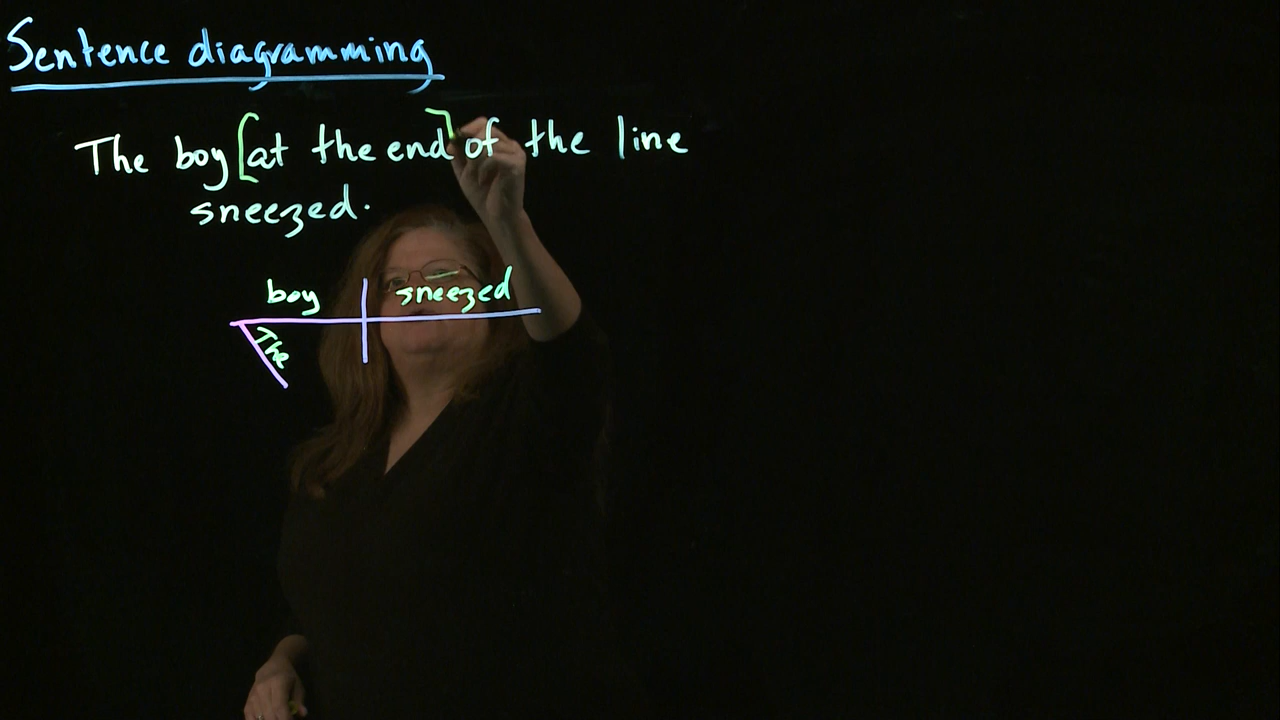 Sentence diagramming
The boy [at the end] of the line
sneezed.
boy sneezed
The